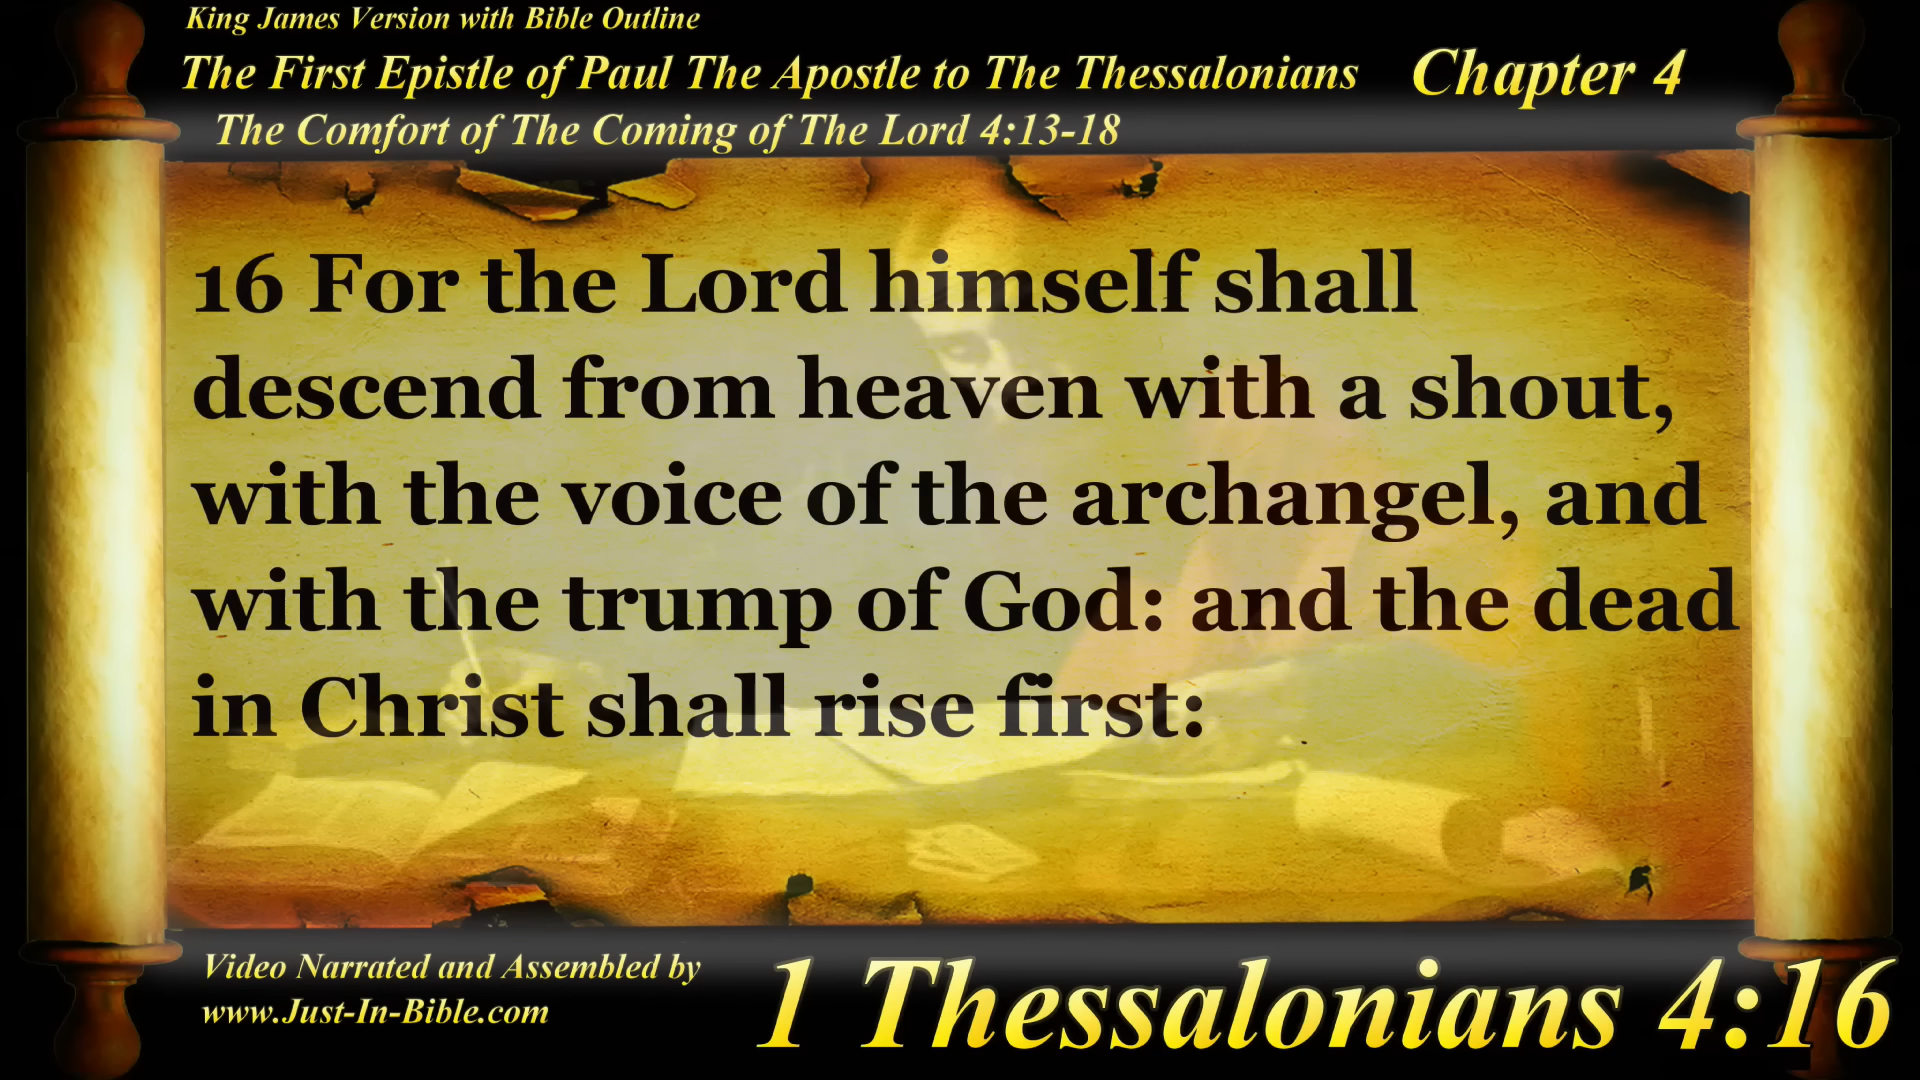 King James Version with Bible Outline
The First Epistle of Paul The Apostle to The Thessalonians Chapter 4
The Comfort of The Coming of The Lord 4:13-18
16 For the Lord himself shall
descend from heaven with a shout,
with the voice of the archangel, and
with the trump of God: and the dead
in Christ shall rise first:
Video Narrated and Assembled by
www.Just-In-Bible.com
1 Thessalonians 4:16